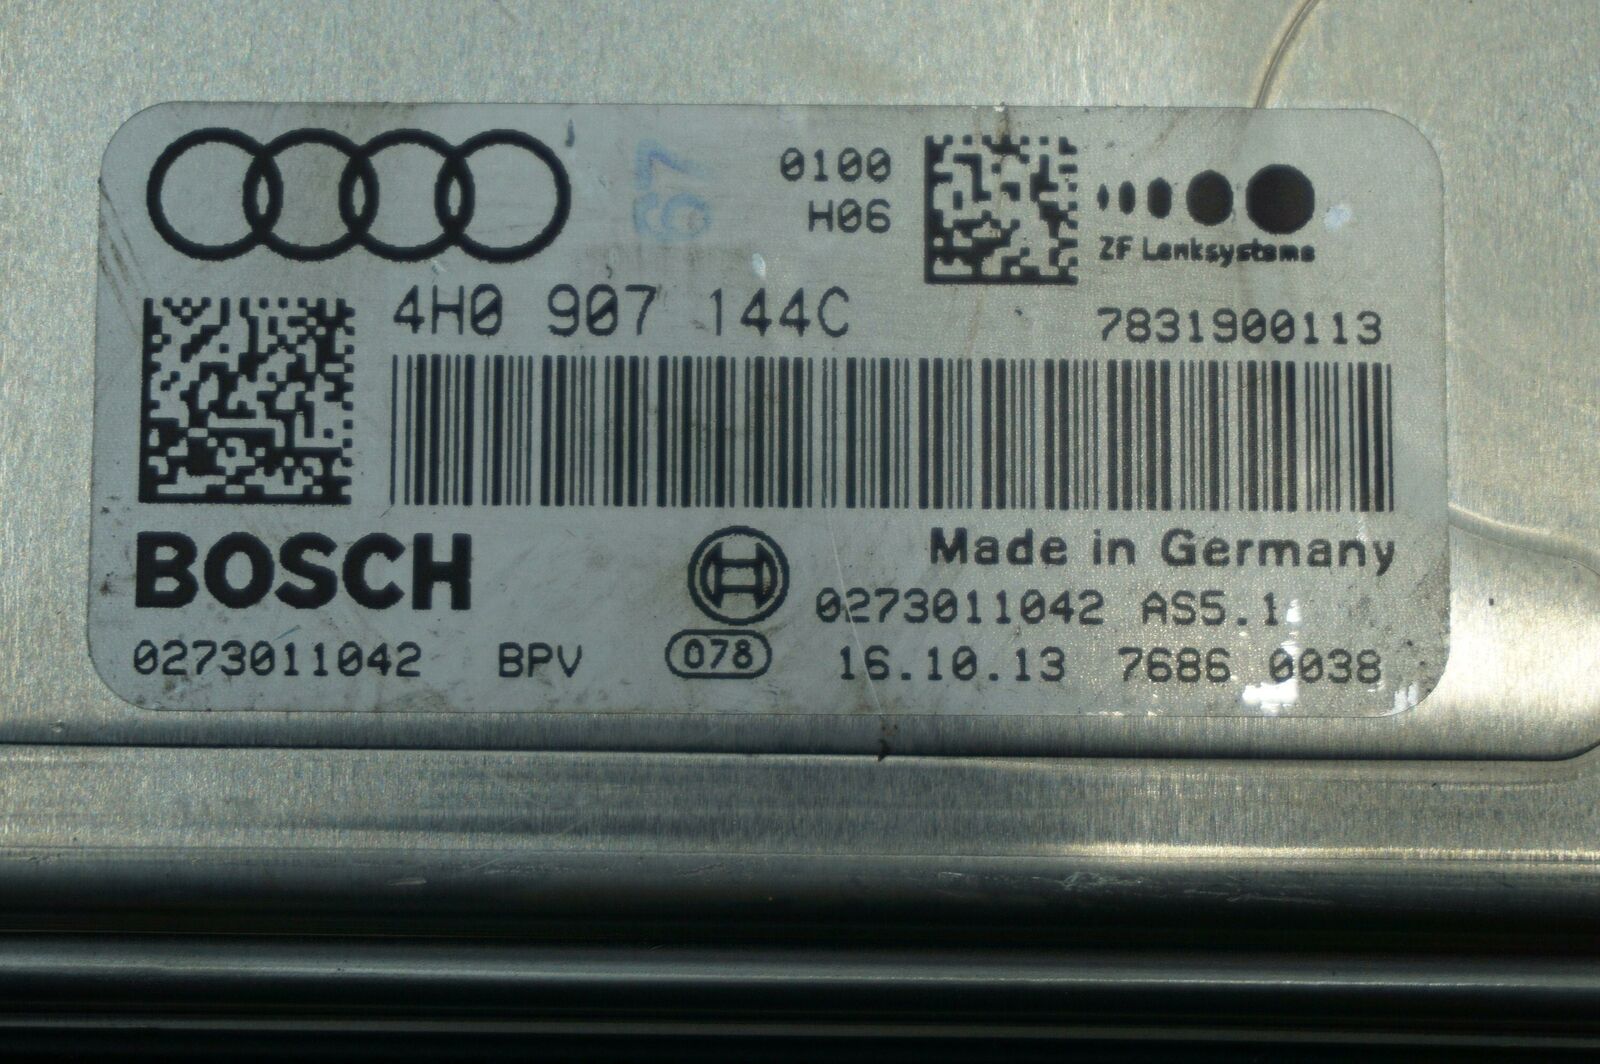 67
0100
H06
ZF Lenksysteme
4H0 907 144C
7831900113
BOSCH
Made in Germany
0273011042 AS5.1
0273011042 BPV 078 16.10.13 7686 0038